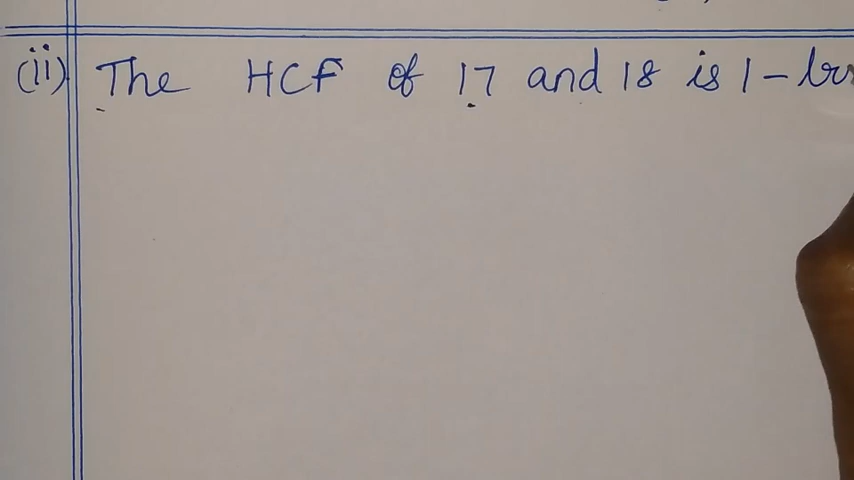 (ii) The HCF of 17 and 18 is 1 -